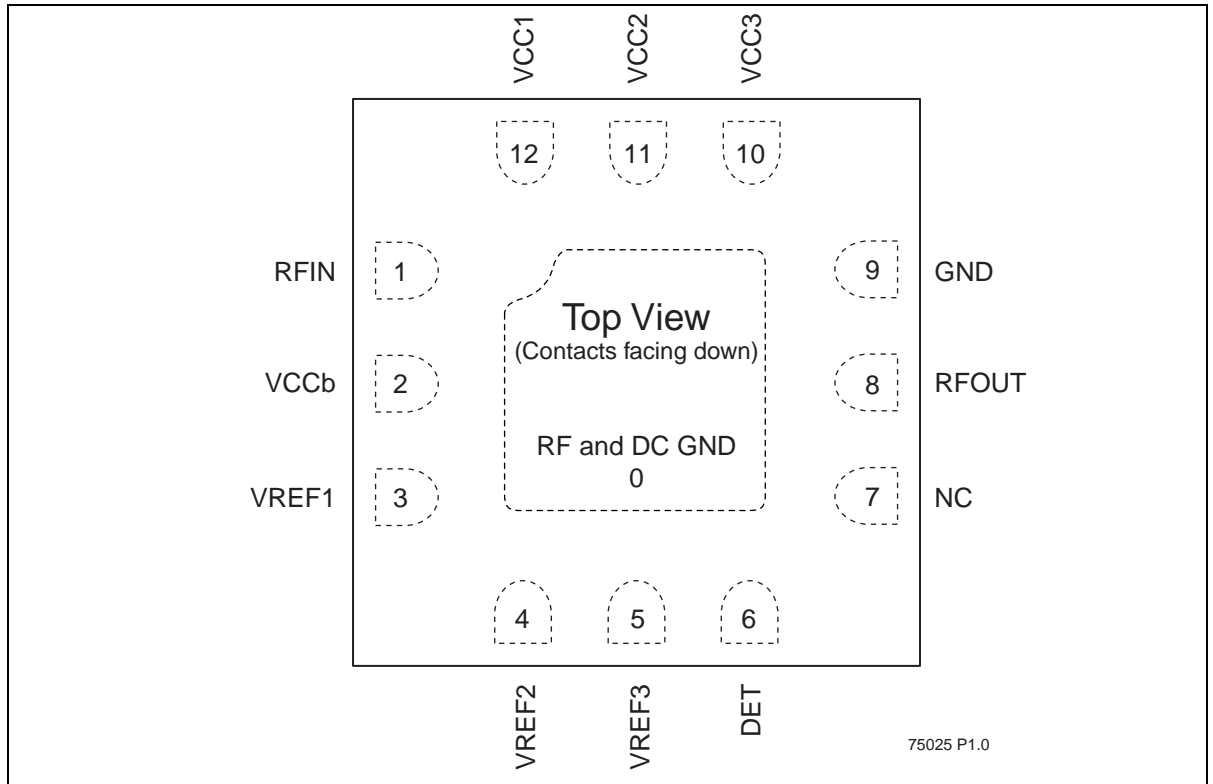 VCC1
VCC2
VCC3
12
11
10
RFIN
1
9
GND
Top View
(Contacts facing down)
VCCb
2
8
RFOUT
RF and DC GND
0
VREF1
3
7
NC
4
5
6
VREF2
VREF3
DET
75025 P1.0